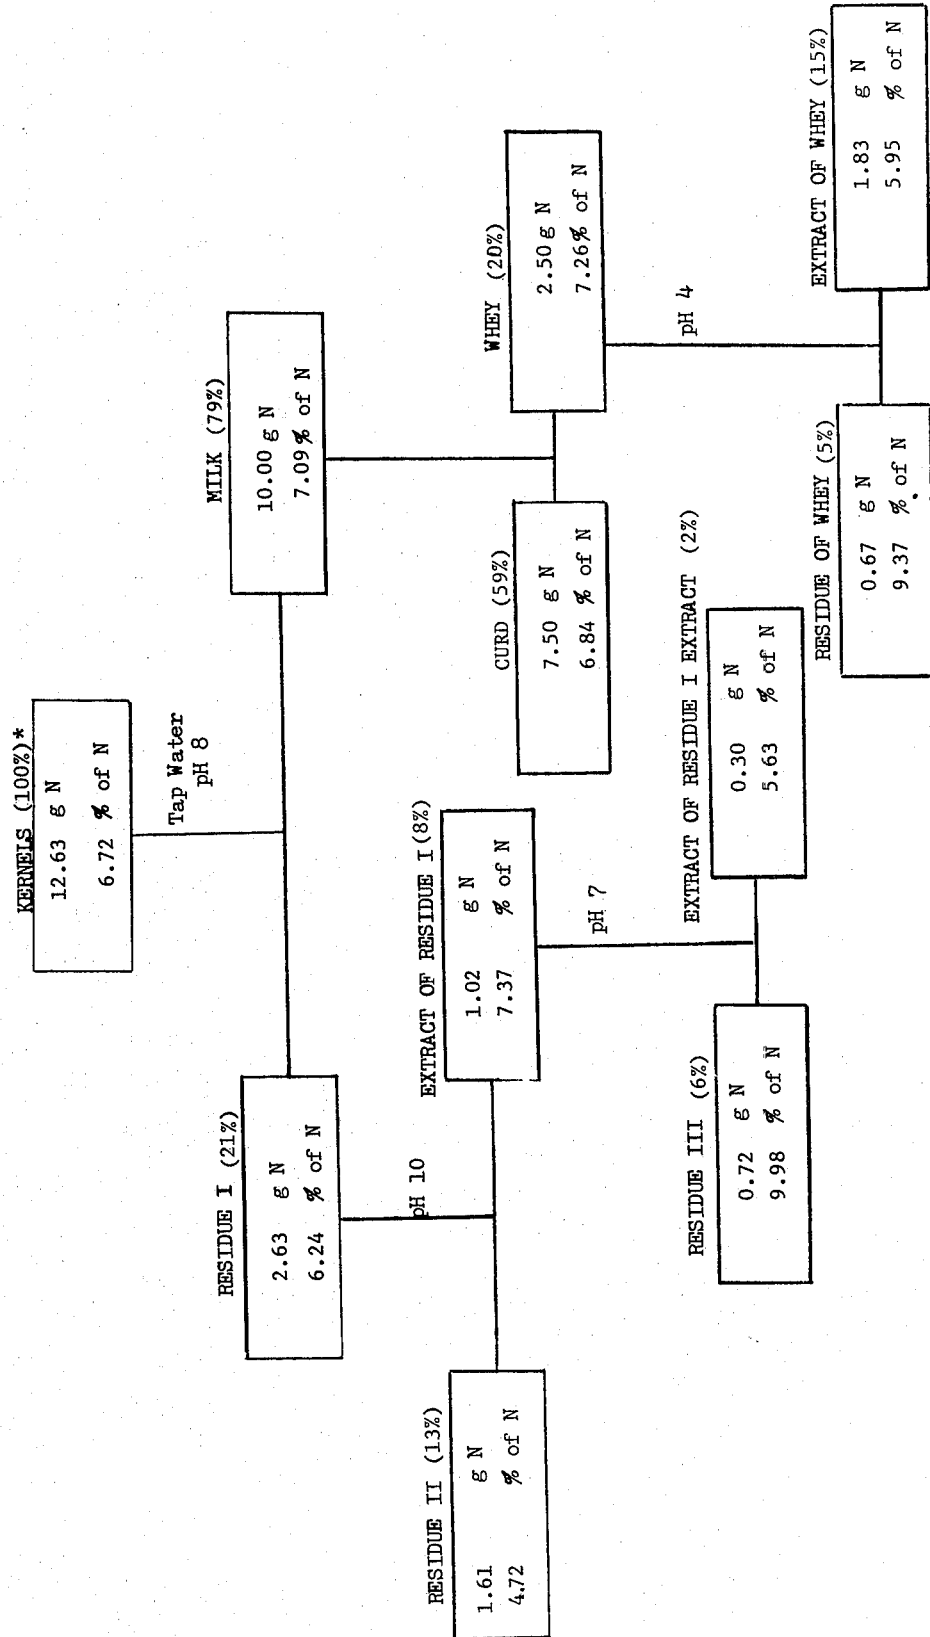 KERNELS (100%)*
12.63 g N
6.72 % of N
Tap Water
pH 8
RESIDUE I (21%)
2.63 g N
6.24 % of N
MILK (79%)
10.00 g N
7.09% of N
pH 10
RESIDUE II (13%)
1.61 g N
4.72 % of N
EXTRACT OF RESIDUE I (8%)
1.02 g N
7.37 % of N
CURD (59%)
7.50 g N
6.84 % of N
WHEY (20%)
2.50 g N
7.26% of N
pH 7
pH 4
RESIDUE III (6%)
0.72 g N
9.98 % of N
EXTRACT OF RESIDUE I EXTRACT (2%)
0.30 g N
5.63 % of N
RESIDUE OF WHEY (5%)
0.67 g N
9.37 % of N
EXTRACT OF WHEY (15%)
1.83 g N
5.95 % of N